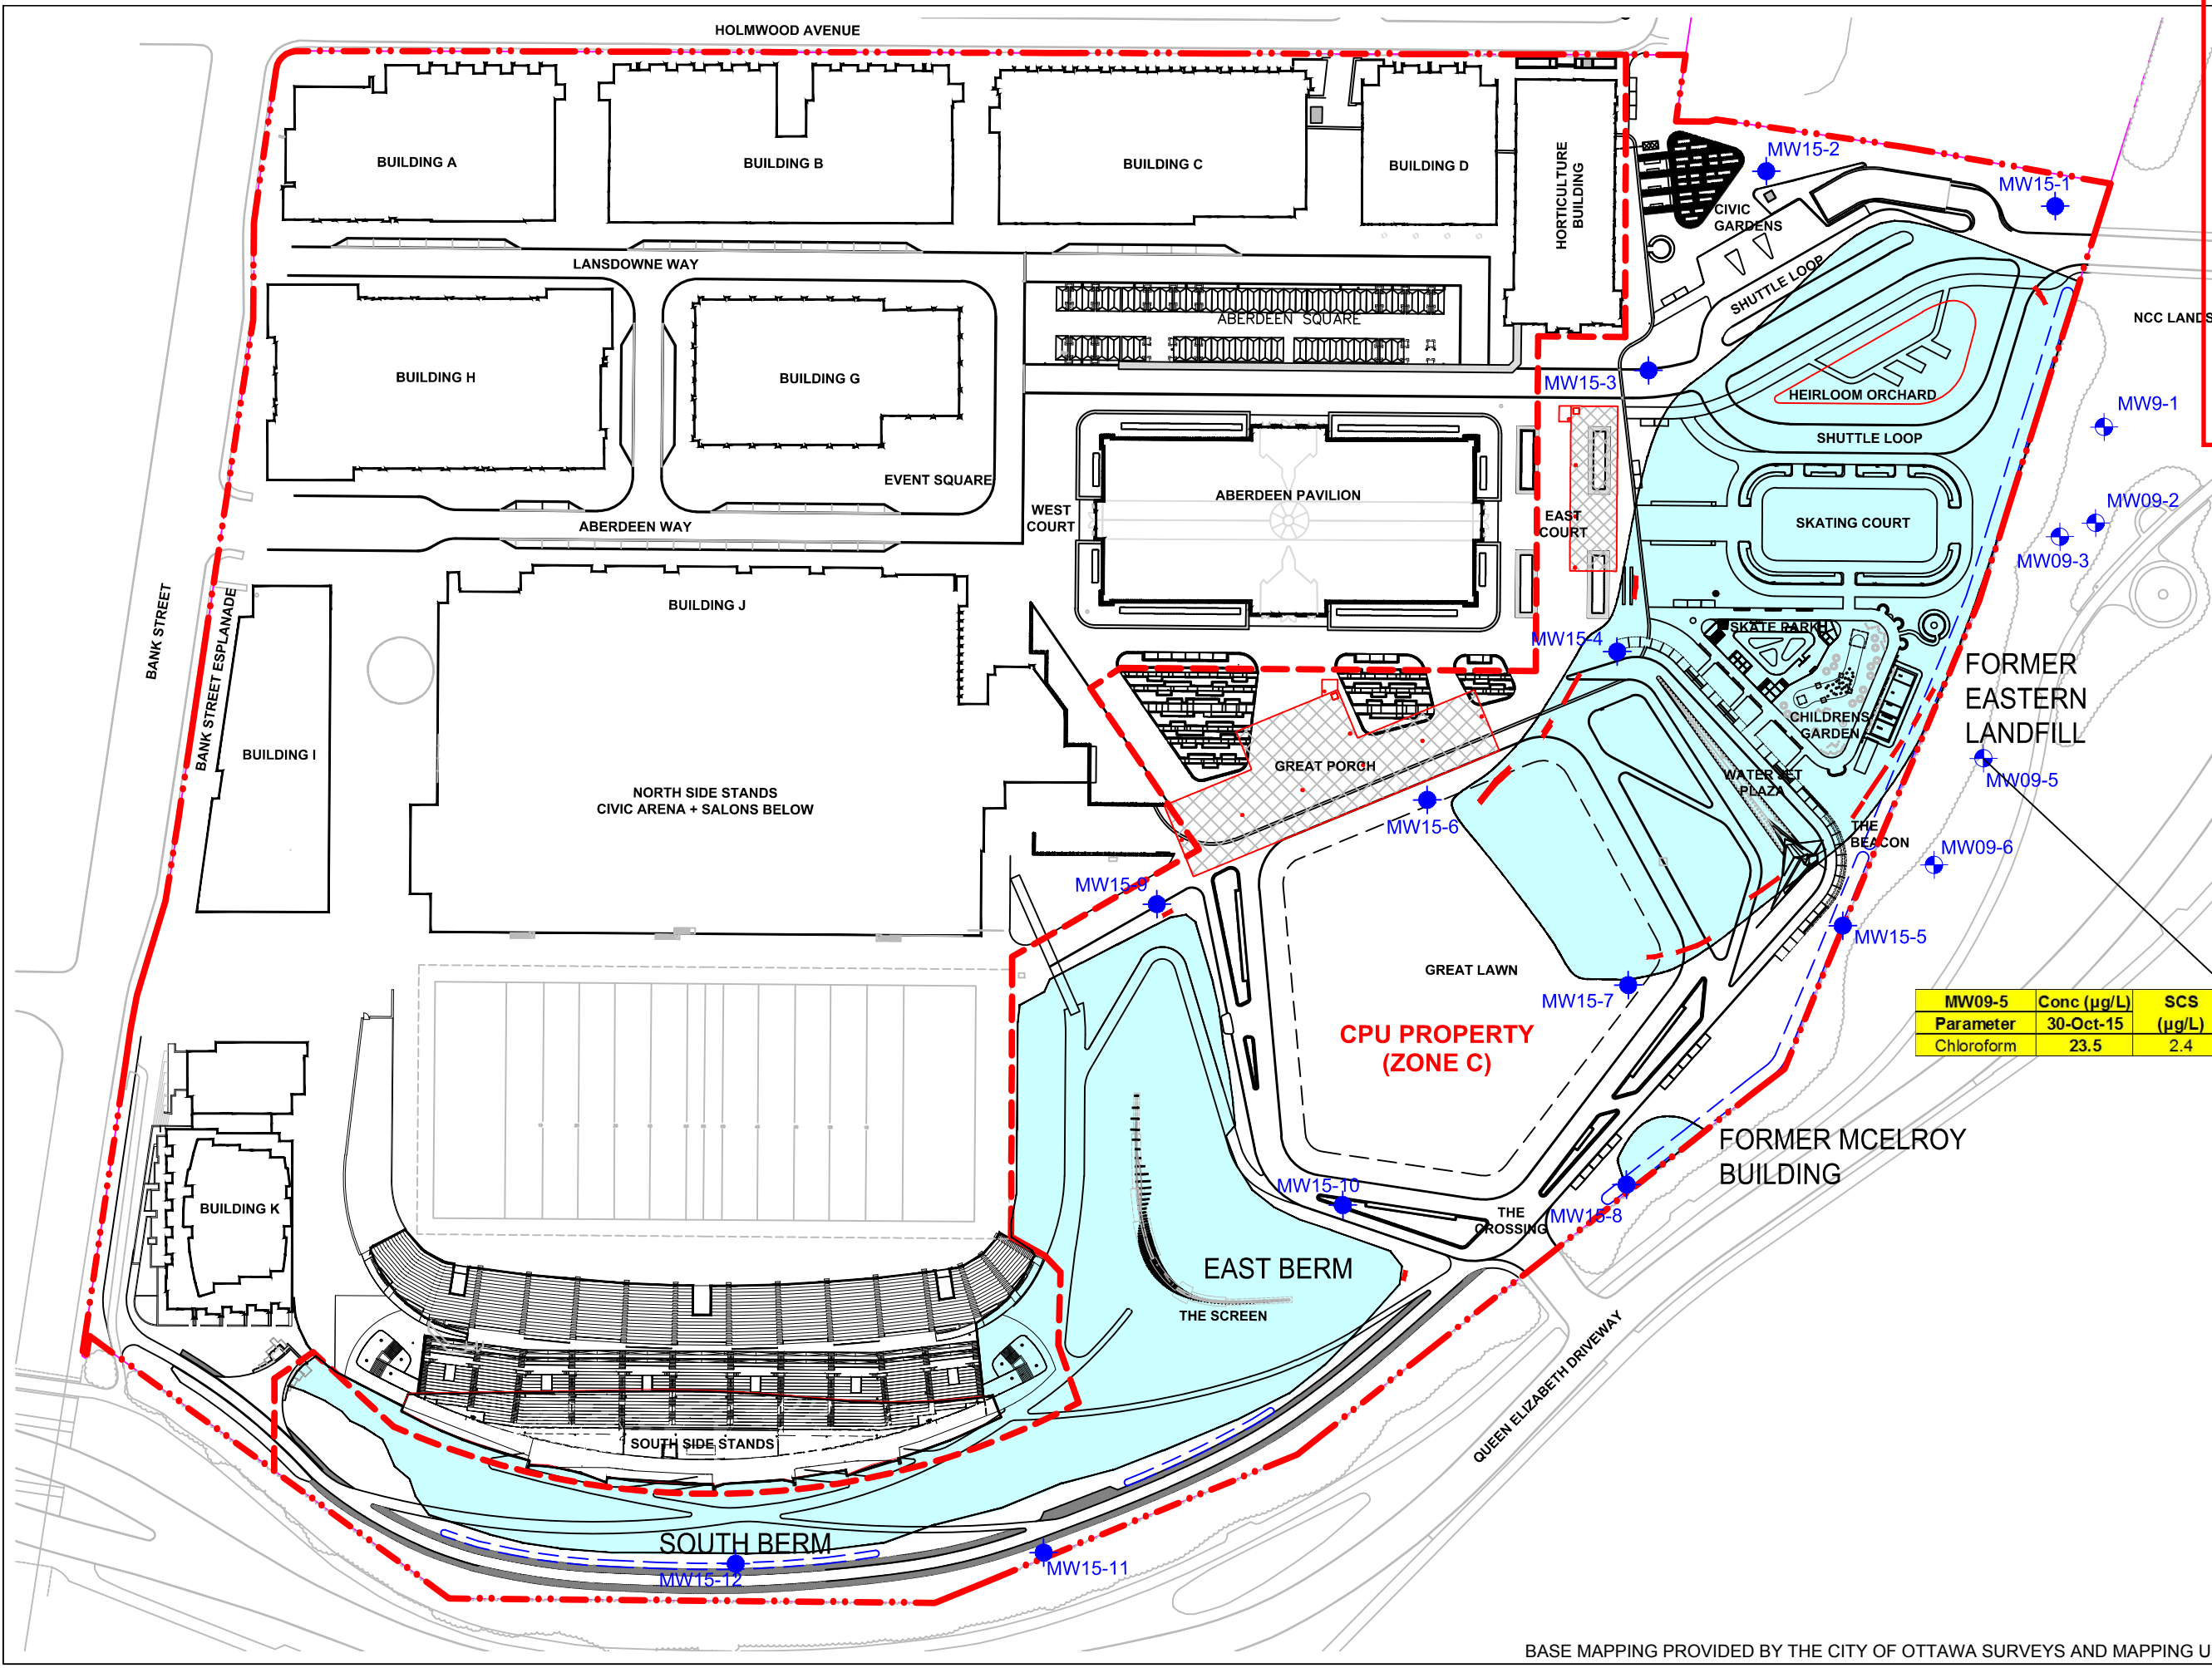 HOLMWOOD AVENUE
BUILDING A
BUILDING B
BUILDING C
BUILDING D
HORTICULTURE
BUILDING
MW15-2
MW15-1
CIVIC
GARDENS
LANSDOWNE WAY
SHUTTLE LOOP
ABERDEEN SQUARE
NCC LANDS
BUILDING H
BUILDING G
MW15-3
HEIRLOOM ORCHARD
MW9-1
SHUTTLE LOOP
EVENT SQUARE
ABERDEEN PAVILION
WEST
COURT
EAST
COURT
SKATING COURT
MW09-2
ABERDEEN WAY
MW09-3
BANK STREET
BANK STREET ESPLANADE
BUILDING J
MW15-4
SKATE PARK
FORMER
EASTERN
LANDFILL
CHILDRENS
GARDEN
BUILDING I
GREAT PORCH
WATER JET
PLAZA
MW09-5
NORTH SIDE STANDS
CIVIC ARENA + SALONS BELOW
MW15-6
THE
BEACON
MW09-6
MW15-9
MW15-5
GREAT LAWN
MW15-7
MW09-5 Conc (µg/L) SCS
Parameter 30-Oct-15 (µg/L)
Chloroform 23.5 2.4
CPU PROPERTY
(ZONE C)
FORMER MCELROY
BUILDING
MW15-10
BUILDING K
THE
CROSSING
MW15-8
EAST BERM
THE SCREEN
QUEEN ELIZABETH DRIVEWAY
SOUTH SIDE STANDS
SOUTH BERM
MW15-12
MW15-11
BASE MAPPING PROVIDED BY THE CITY OF OTTAWA SURVEYS AND MAPPING U